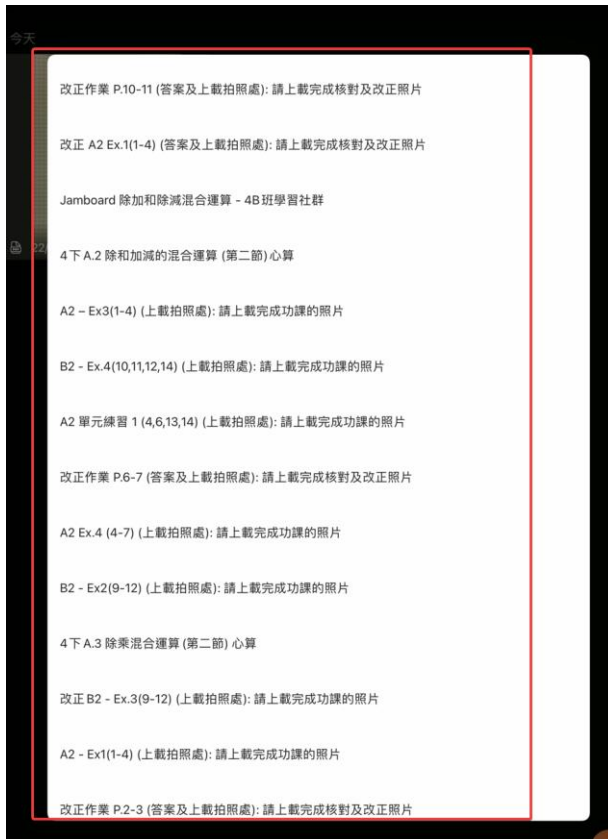 今天
改正作業 P.10-11 (答案及上載拍照處): 請上載完成核對及改正照片
改正 A2 Ex.1(1-4) (答案及上載拍照處): 請上載完成核對及改正照片
Jamboard 除加和除減混合運算 - 4B班學習社群
22/
4下 A.2 除和加減的混合運算 (第二節)心算
A2 – Ex3(1-4) (上載拍照處): 請上載完成功課的照片
B2 - Ex.4(10,11,12,14) (上載拍照處): 請上載完成功課的照片
A2 單元練習 1 (4,6,13,14) (上載拍照處): 請上載完成功課的照片
改正作業 P.6-7 (答案及上載拍照處): 請上載完成核對及改正照片
A2 Ex.4 (4-7) (上載拍照處): 請上載完成功課的照片
B2 - Ex2(9-12) (上載拍照處): 請上載完成功課的照片
4下 A.3 除乘混合運算 (第二節) 心算
改正 B2 - Ex.3(9-12) (上載拍照處): 請上載完成功課的照片
A2 - Ex1(1-4) (上載拍照處): 請上載完成功課的照片
改正作業 P.2-3 (答案及上載拍照處): 請上載完成核對及改正照片